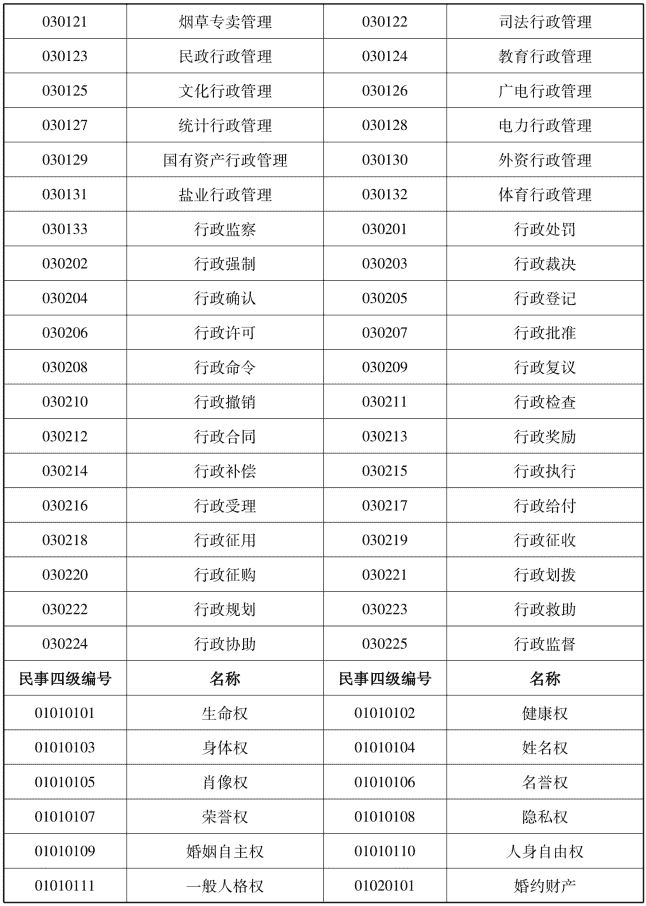 030121 烟草专卖管理 030122 司法行政管理
030123 民政行政管理 030124 教育行政管理
030125 文化行政管理 030126 广电行政管理
030127 统计行政管理 030128 电力行政管理
030129 国有资产行政管理 030130 外资行政管理
030131 盐业行政管理 030132 体育行政管理
030133 行政监察 030201 行政处罚
030202 行政强制 030203 行政裁决
030204 行政确认 030205 行政登记
030206 行政许可 030207 行政批准
030208 行政命令 030209 行政复议
030210 行政撤销 030211 行政检查
030212 行政合同 030213 行政奖励
030214 行政补偿 030215 行政执行
030216 行政受理 030217 行政给付
030218 行政征用 030219 行政征收
030220 行政征购 030221 行政划拨
030222 行政规划 030223 行政救助
030224 行政协助 030225 行政监督
民事四级编号 名称 民事四级编号 名称
01010101 生命权 01010102 健康权
01010103 身体权 01010104 姓名权
01010105 肖像权 01010106 名誉权
01010107 荣誉权 01010108 隐私权
01010109 婚姻自主权 01010110 人身自由权
01010111 一般人格权 01020101 婚约财产